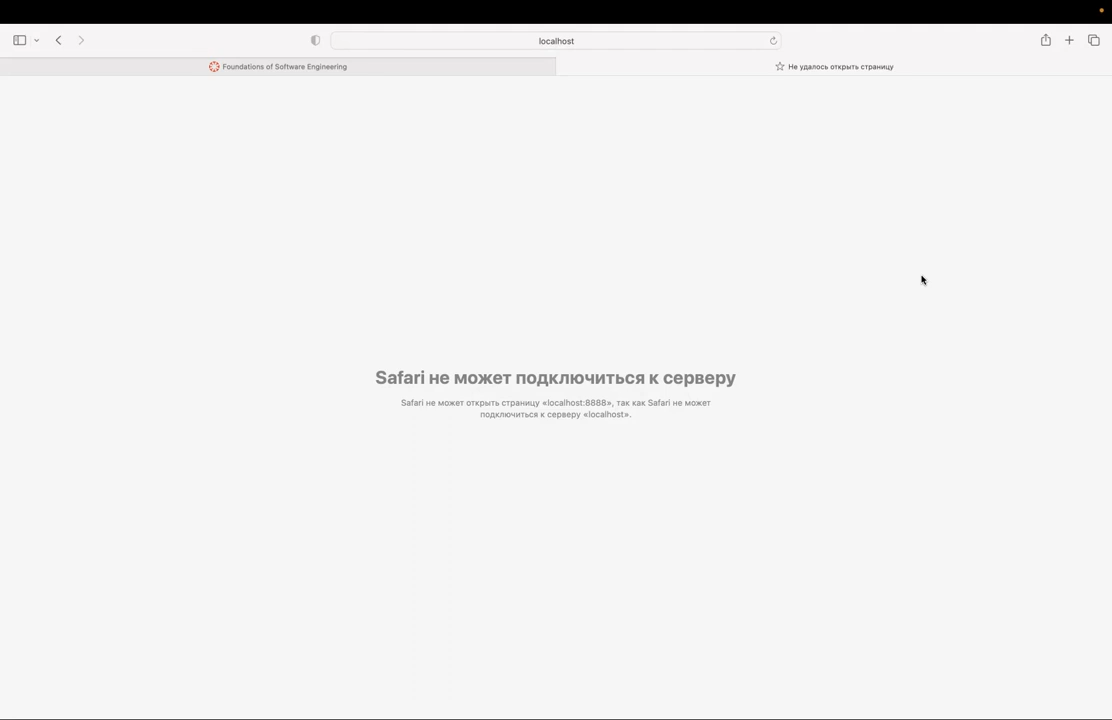 localhost
Foundations of Software Engineering
Не удалось открыть страницу
Safari не может подключиться к серверу
Safari не может открыть страницу «localhost:8888», так как Safari не может
подключиться к серверу «localhost».